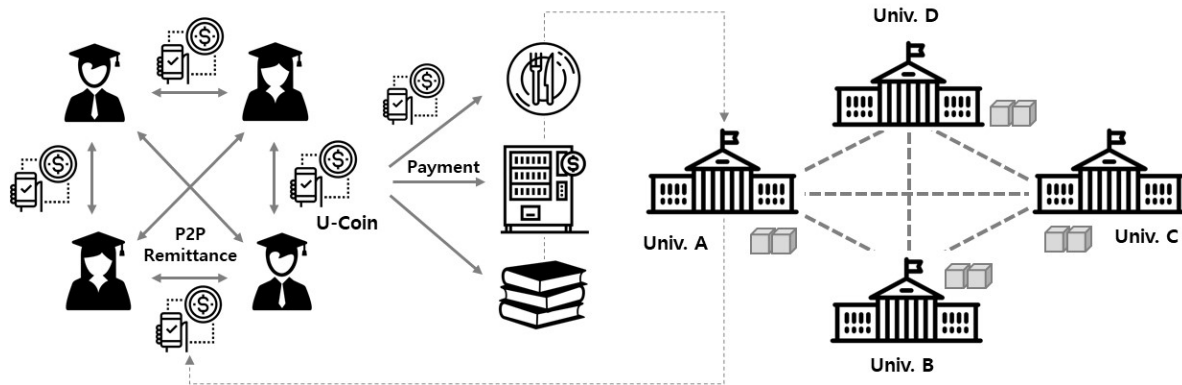 Univ. D
Payment
U-Coin
P2P
Remittance
Univ. A
Univ. C
Univ. B
$
$
$
$
$
$